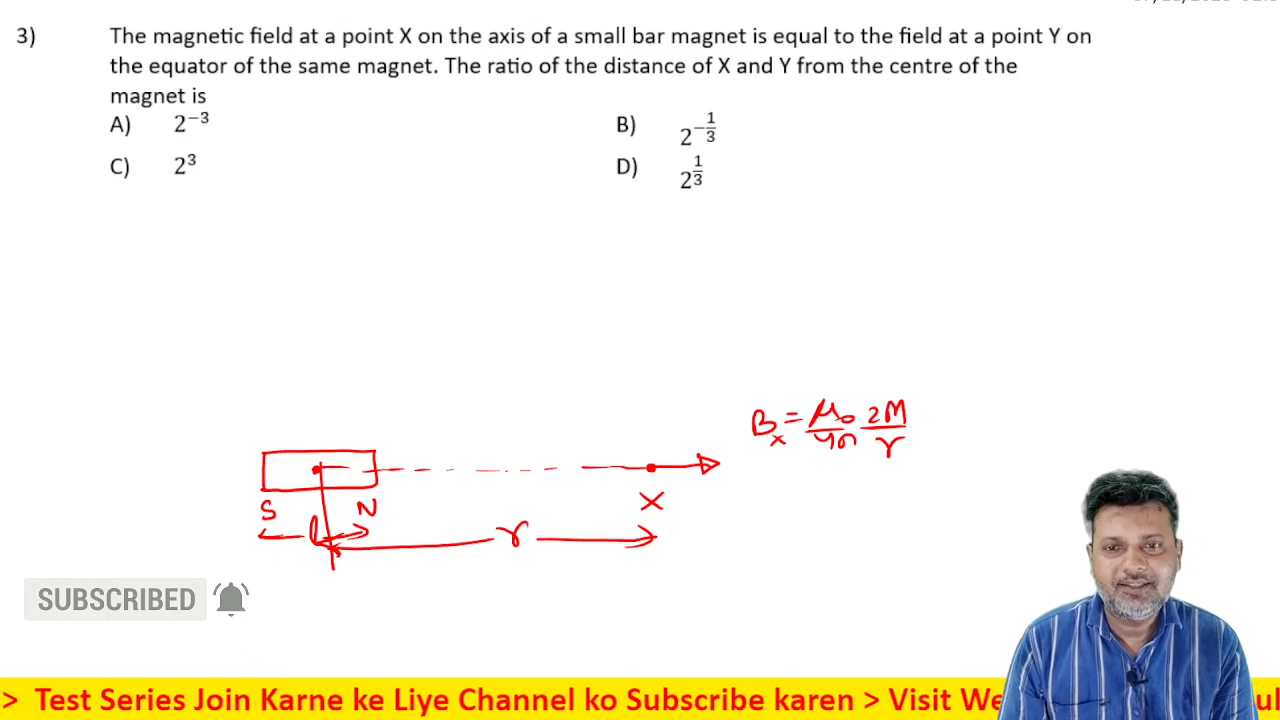 3) The magnetic field at a point X on the axis of a small bar magnet is equal to the field at a point Y on
the equator of the same magnet. The ratio of the distance of X and Y from the centre of the
magnet is
A) 2⁻³ B) 2^{-1/3}
C) 2³ D) 2^{1/3}
B_x = μ₀/4π 2M/r
X
S N
l r
SUBSCRIBED
> Test Series Join Karne ke Liye Channel ko Subscribe karen > Visit We